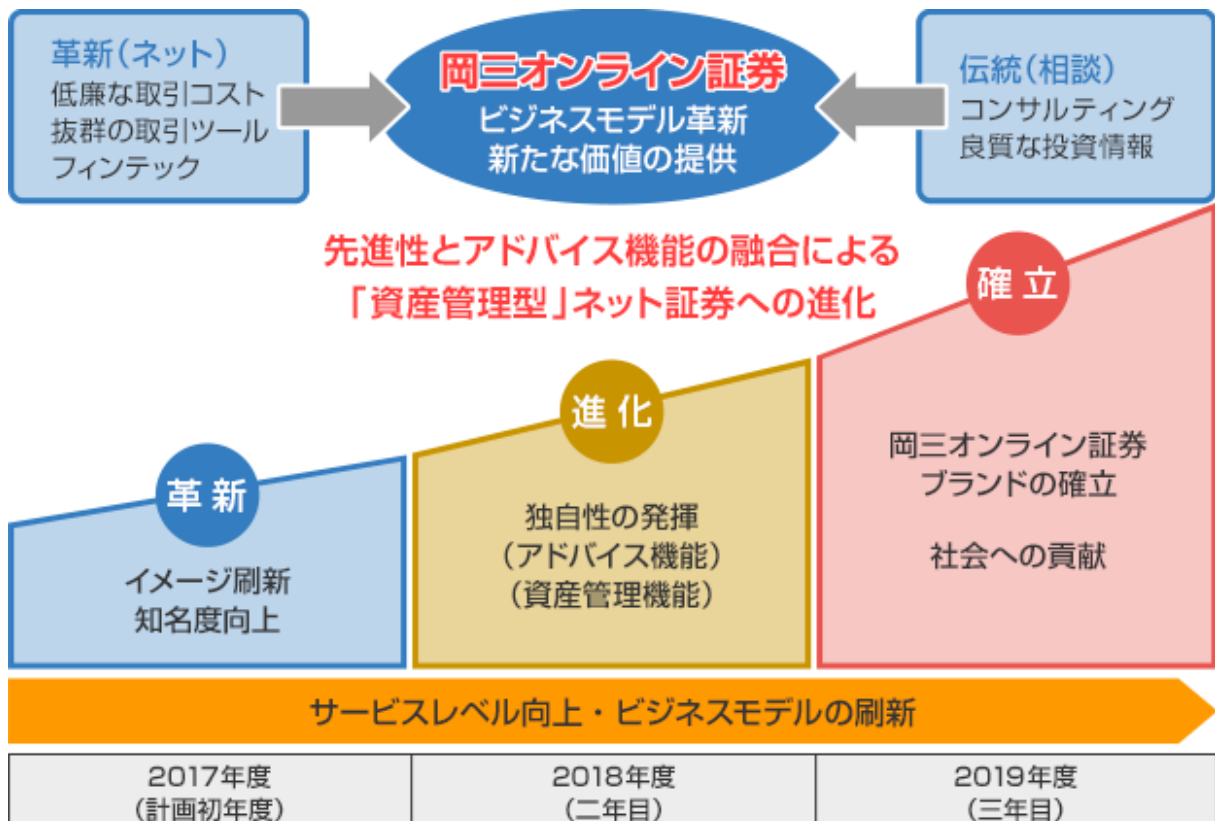 革新(ネット)
低廉な取引コスト
抜群の取引ツール
フィンテック
岡三オンライン証券
ビジネスモデル革新
新たな価値の提供
伝統(相談)
コンサルティング
良質な投資情報
先進性とアドバイス機能の融合による
「資産管理型」ネット証券への進化
革新
イメージ刷新
知名度向上
進化
独自性の発揮
(アドバイス機能)
(資産管理機能)
確立
岡三オンライン証券
ブランドの確立
社会への貢献
サービスレベル向上・ビジネスモデルの刷新
2017年度
(計画初年度)
2018年度
(二年目)
2019年度
(三年目)